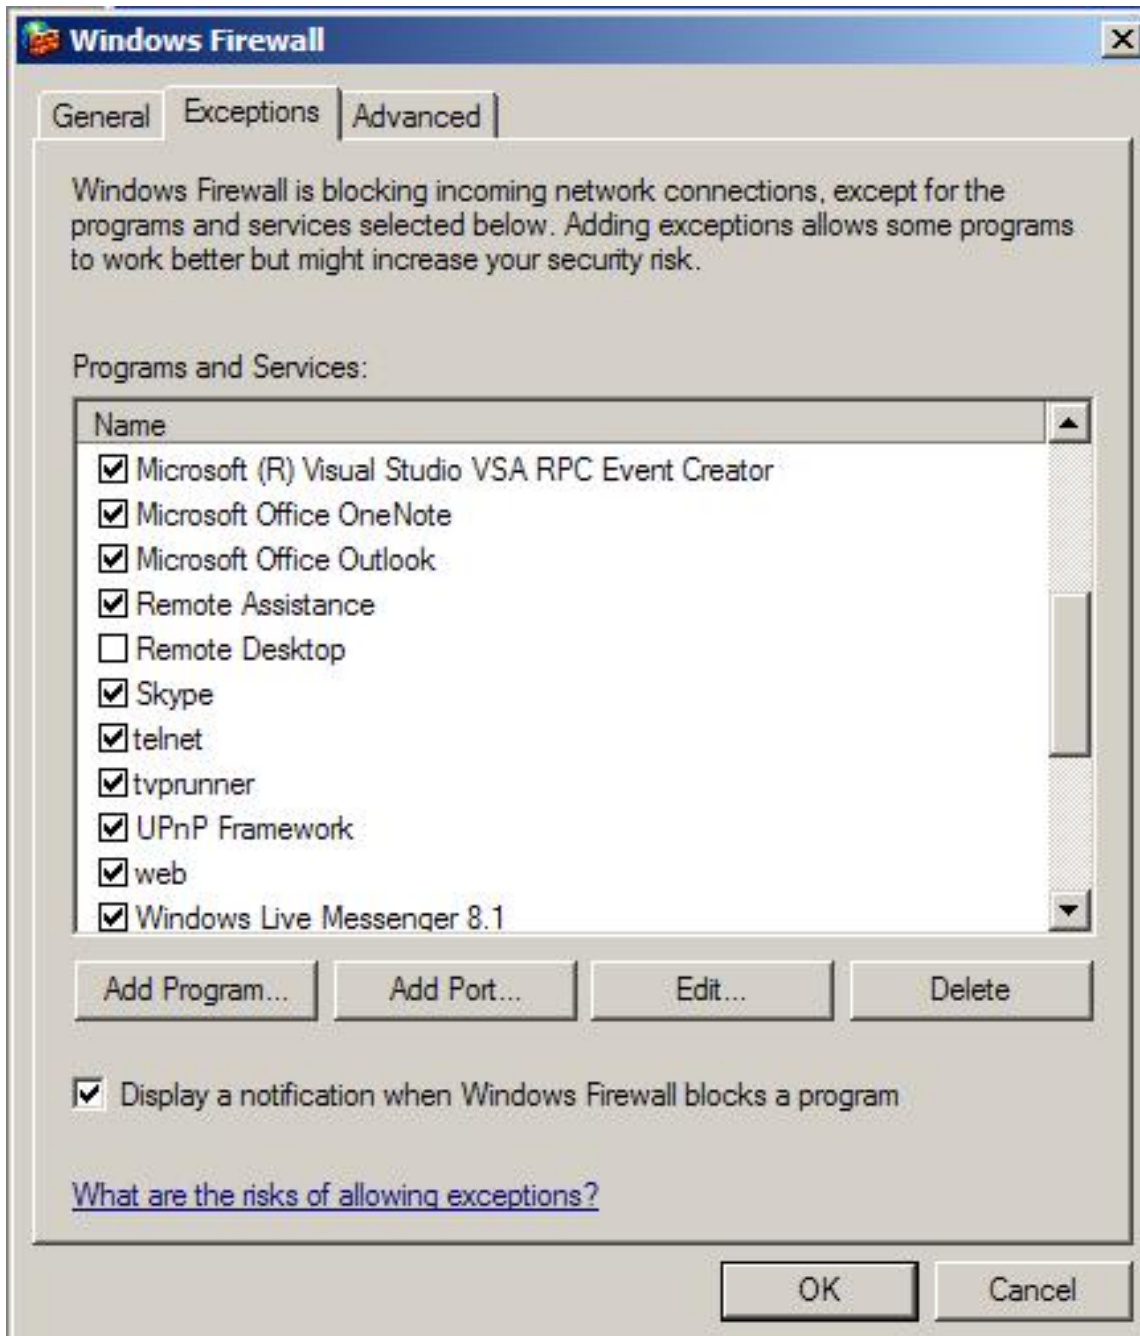 Windows Firewall
General
Exceptions
Advanced
Windows Firewall is blocking incoming network connections, except for the
programs and services selected below. Adding exceptions allows some programs
to work better but might increase your security risk.
Programs and Services:
Name
Microsoft (R) Visual Studio VSA RPC Event Creator
Microsoft Office OneNote
Microsoft Office Outlook
Remote Assistance
Remote Desktop
Skype
telnet
tvprunner
UPnP Framework
web
Windows Live Messenger 8.1
Add Program...
Add Port...
Edit...
Delete
Display a notification when Windows Firewall blocks a program
What are the risks of allowing exceptions?
OK
Cancel